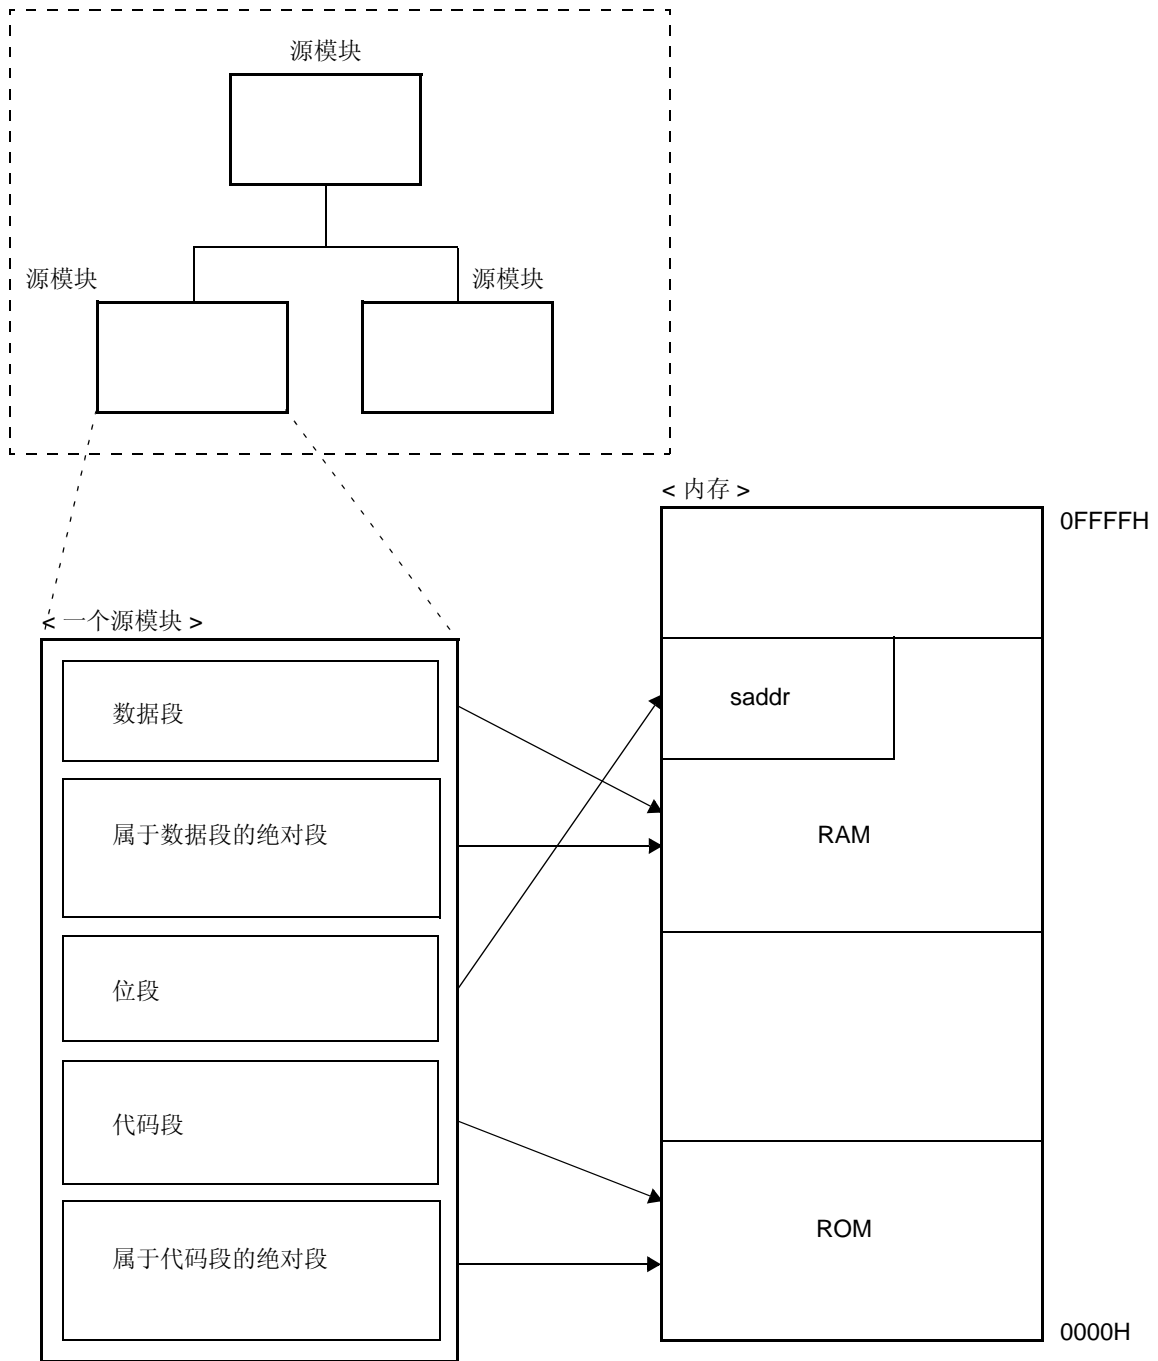 源模块
源模块
源模块
< 内存 >
0FFFFH
< 一个源模块 >
saddr
数据段
属于数据段的绝对段
RAM
位段
代码段
ROM
属于代码段的绝对段
0000H